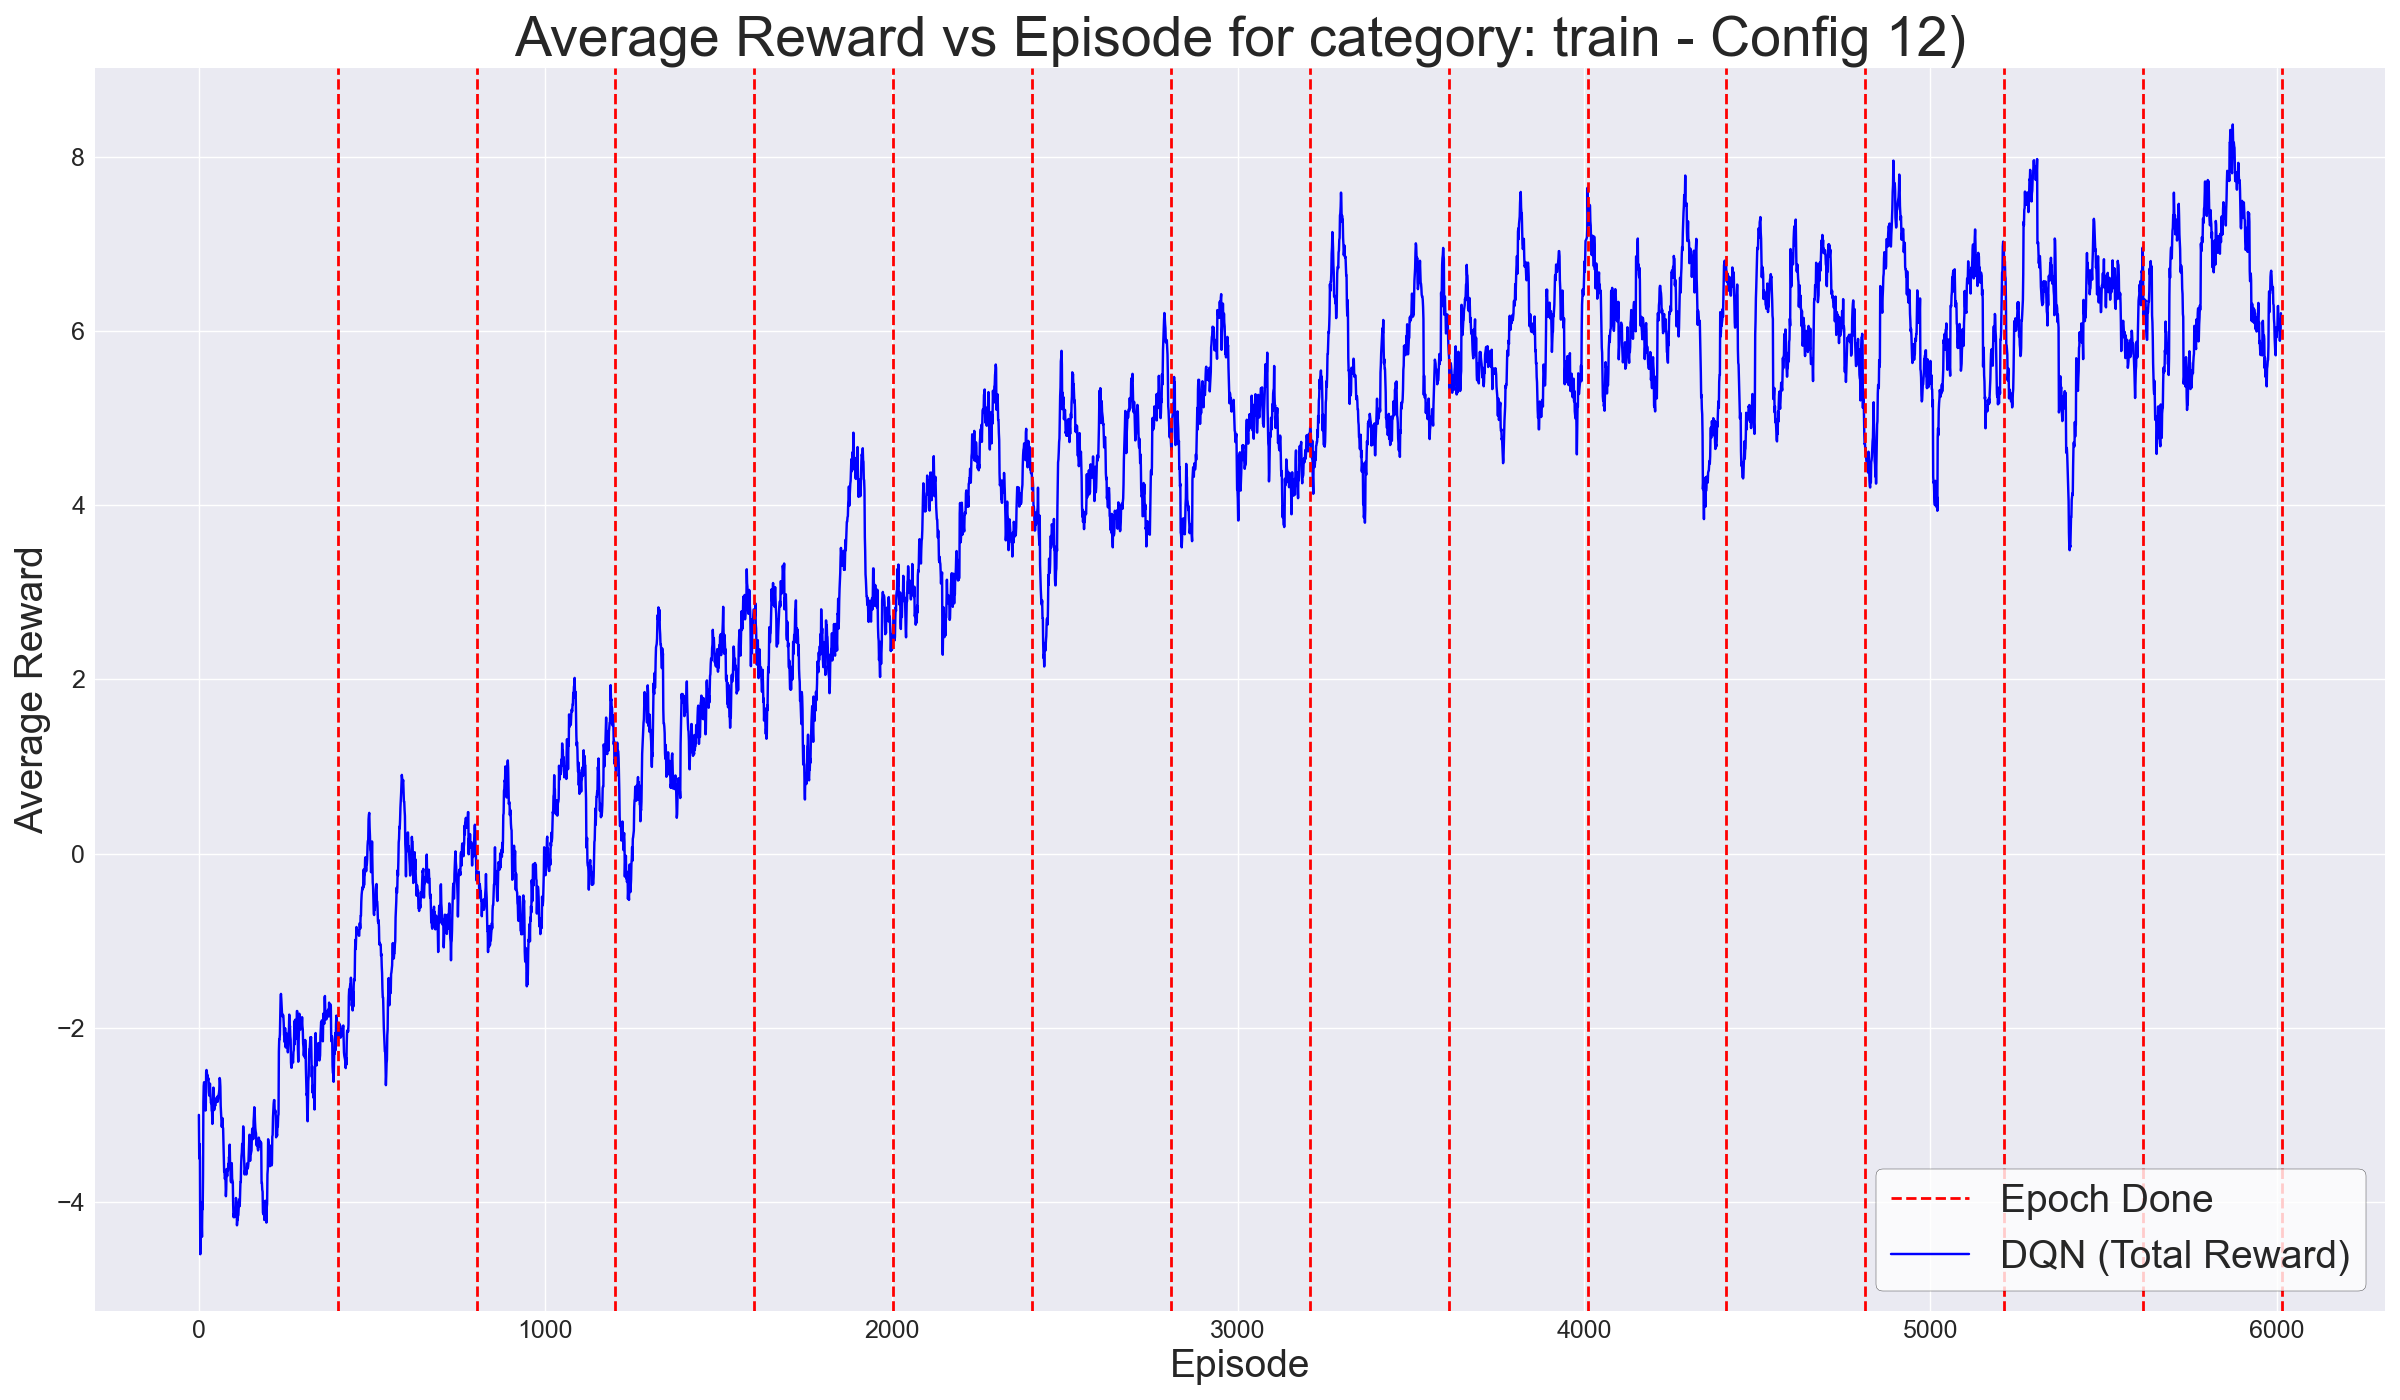 Average Reward vs Episode for category: train - Config 12)
Average Reward
8
6
4
2
0
−2
−4
0 1000 2000 3000 4000 5000 6000
Episode
Epoch Done
DQN (Total Reward)